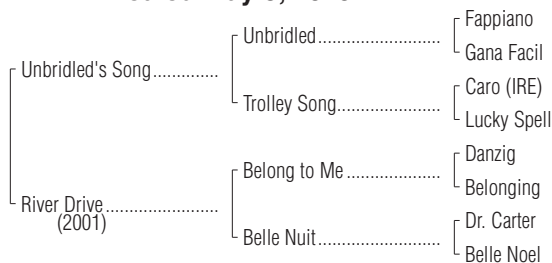 Fappiano
Unbridled
Gana Facil
Unbridled's Song
Caro (IRE)
Trolley Song
Lucky Spell
Danzig
Belong to Me
Belonging
River Drive
(2001)
Dr. Carter
Belle Nuit
Belle Noel